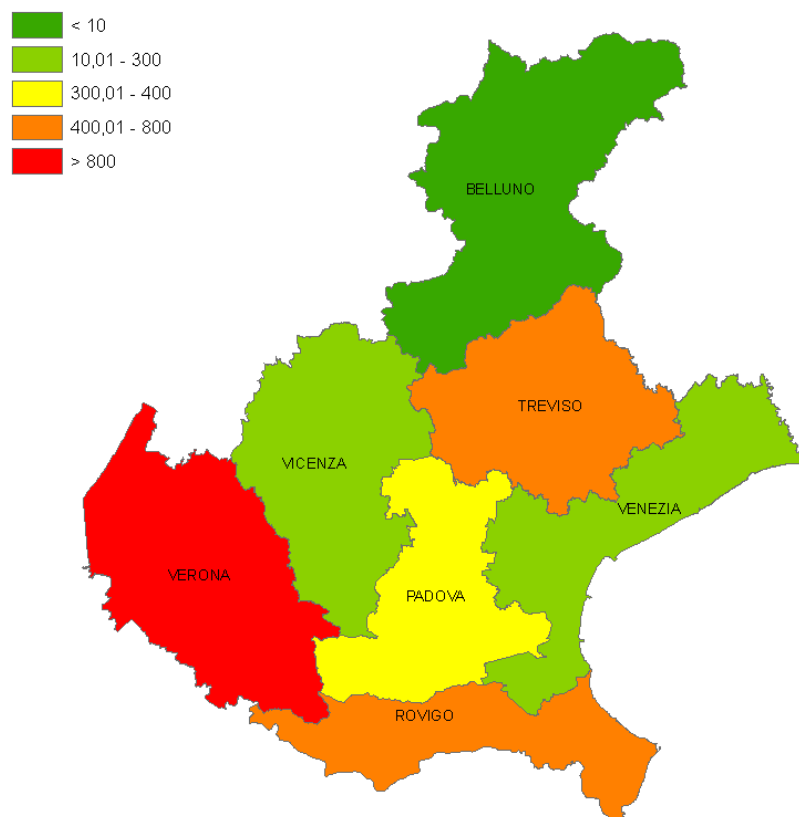 < 10
10,01 - 300
300,01 - 400
400,01 - 800
> 800
BELLUNO
TREVISO
VICENZA
VENEZIA
VERONA
PADOVA
ROVIGO